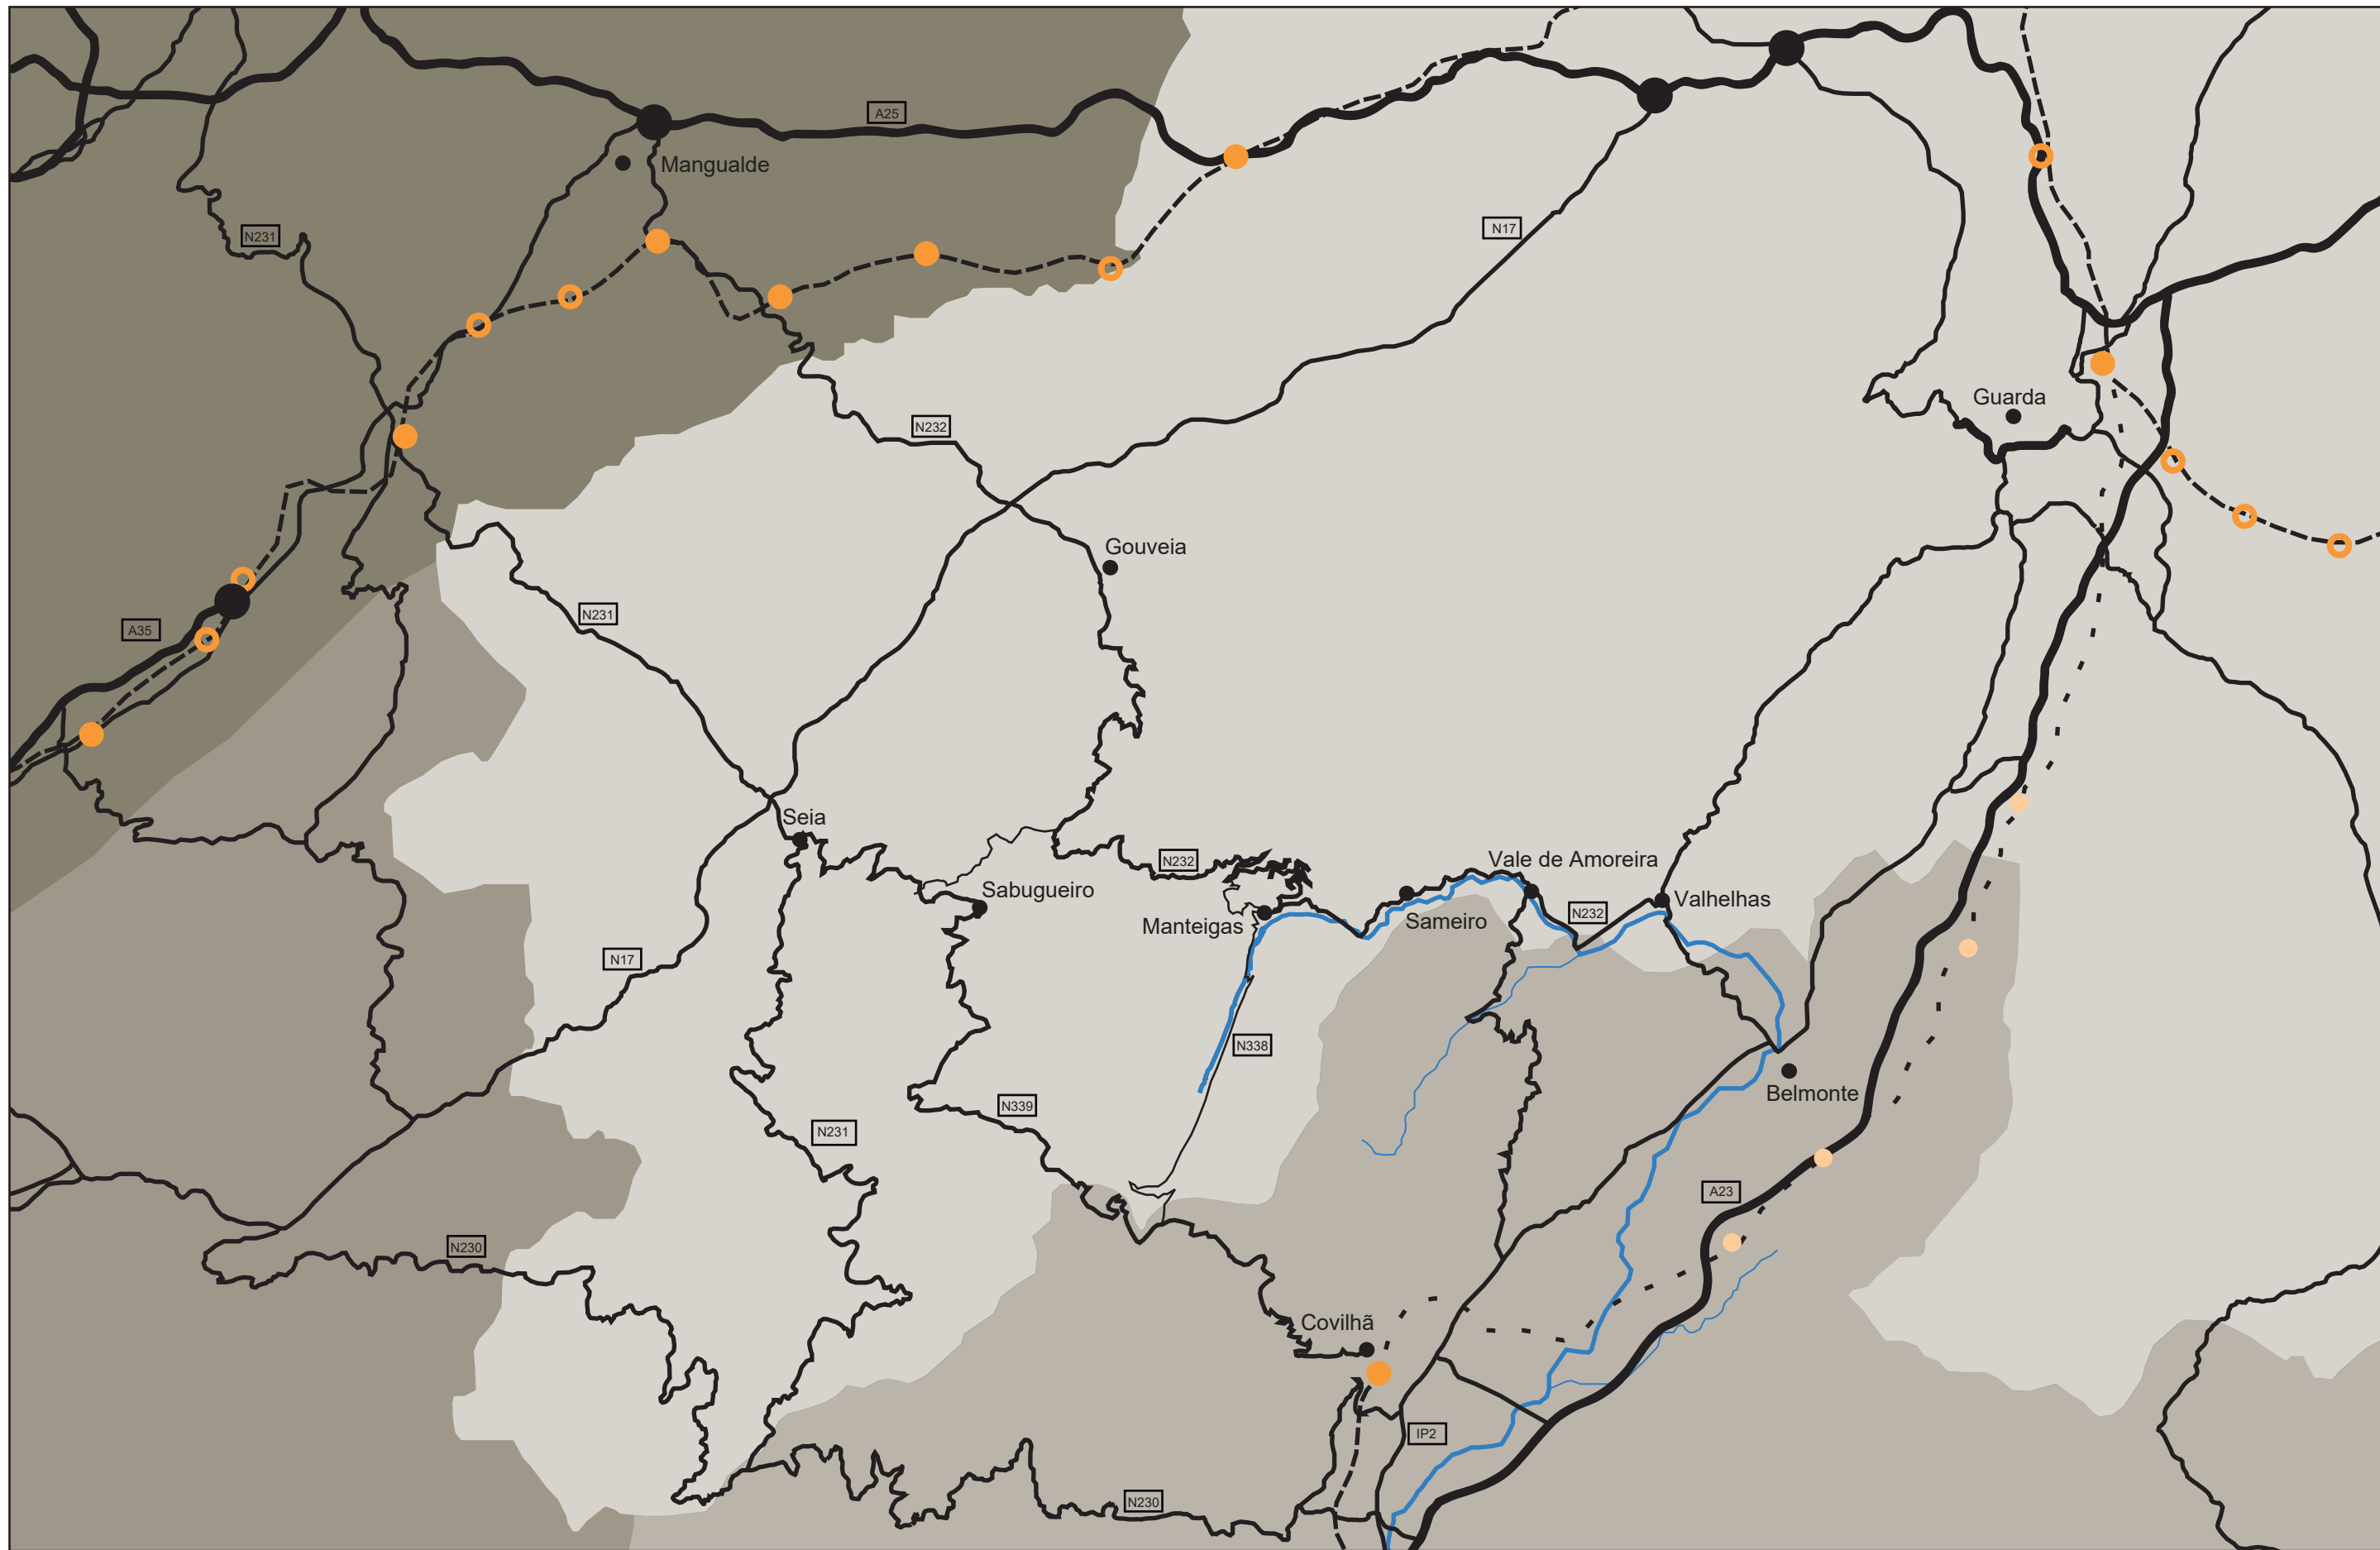 A25
Mangualde
N17
N231
Guarda
N232
Gouveia
N231
A35
Seia
Vale de Amoreira
N232
Sabugueiro
Valhelhas
N232
Sameiro
Manteigas
N17
N338
Belmonte
N339
N231
A23
N230
Covilhã
IP2
N230